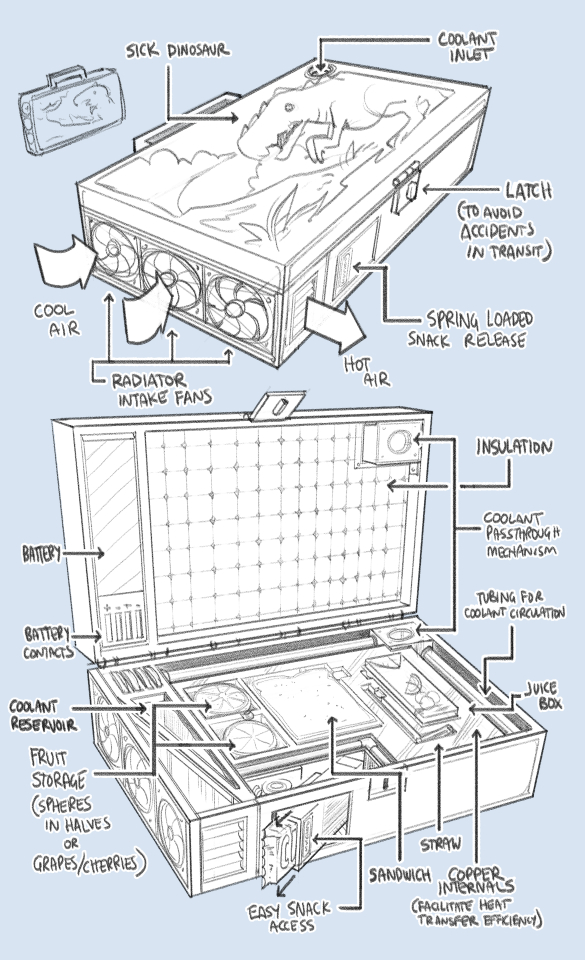 SICK DINOSAUR
COOLANT
INLET
LATCH
(TO AVOID
ACCIDENTS
IN TRANSIT)
COOL
AIR
SPRING LOADED
SNACK RELEASE
HOT
AIR
RADIATOR
INTAKE FANS
INSULATION
COOLANT
PASSTHROUGH
MECHANISM
BATTERY
TUBING FOR
COOLANT CIRCULATION
BATTERY
CONTACTS
JUICE
BOX
COOLANT
RESERVOIR
FRUIT
STORAGE
(SPHERES
IN HALVES
OR
GRAPES/CHERRIES)
STRAW
SANDWICH
COPPER
INTERNALS
(FACILITATE HEAT
TRANSFER EFFICIENCY)
EASY SNACK
ACCESS